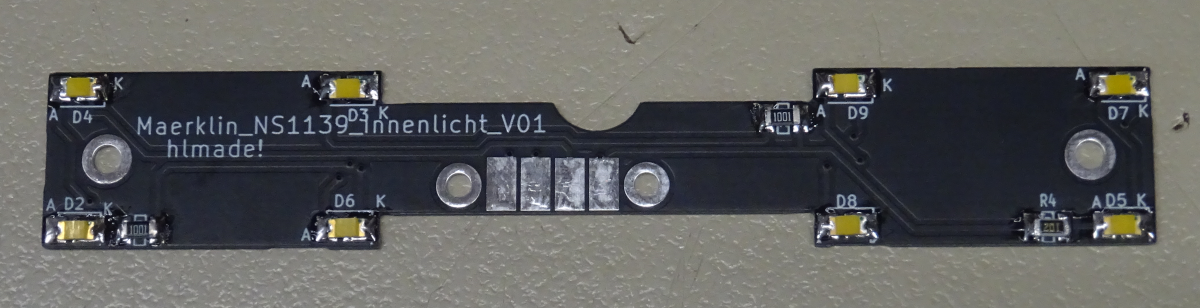 K
A
A
D4
D3
K
Maerklin_NS1139_Innenlicht_V01
hlmade!
1001
A
K
D9
A
D7
K
A
D2
K
1001
D6
K
A
D8
K
A
R4
201
A
D5
K